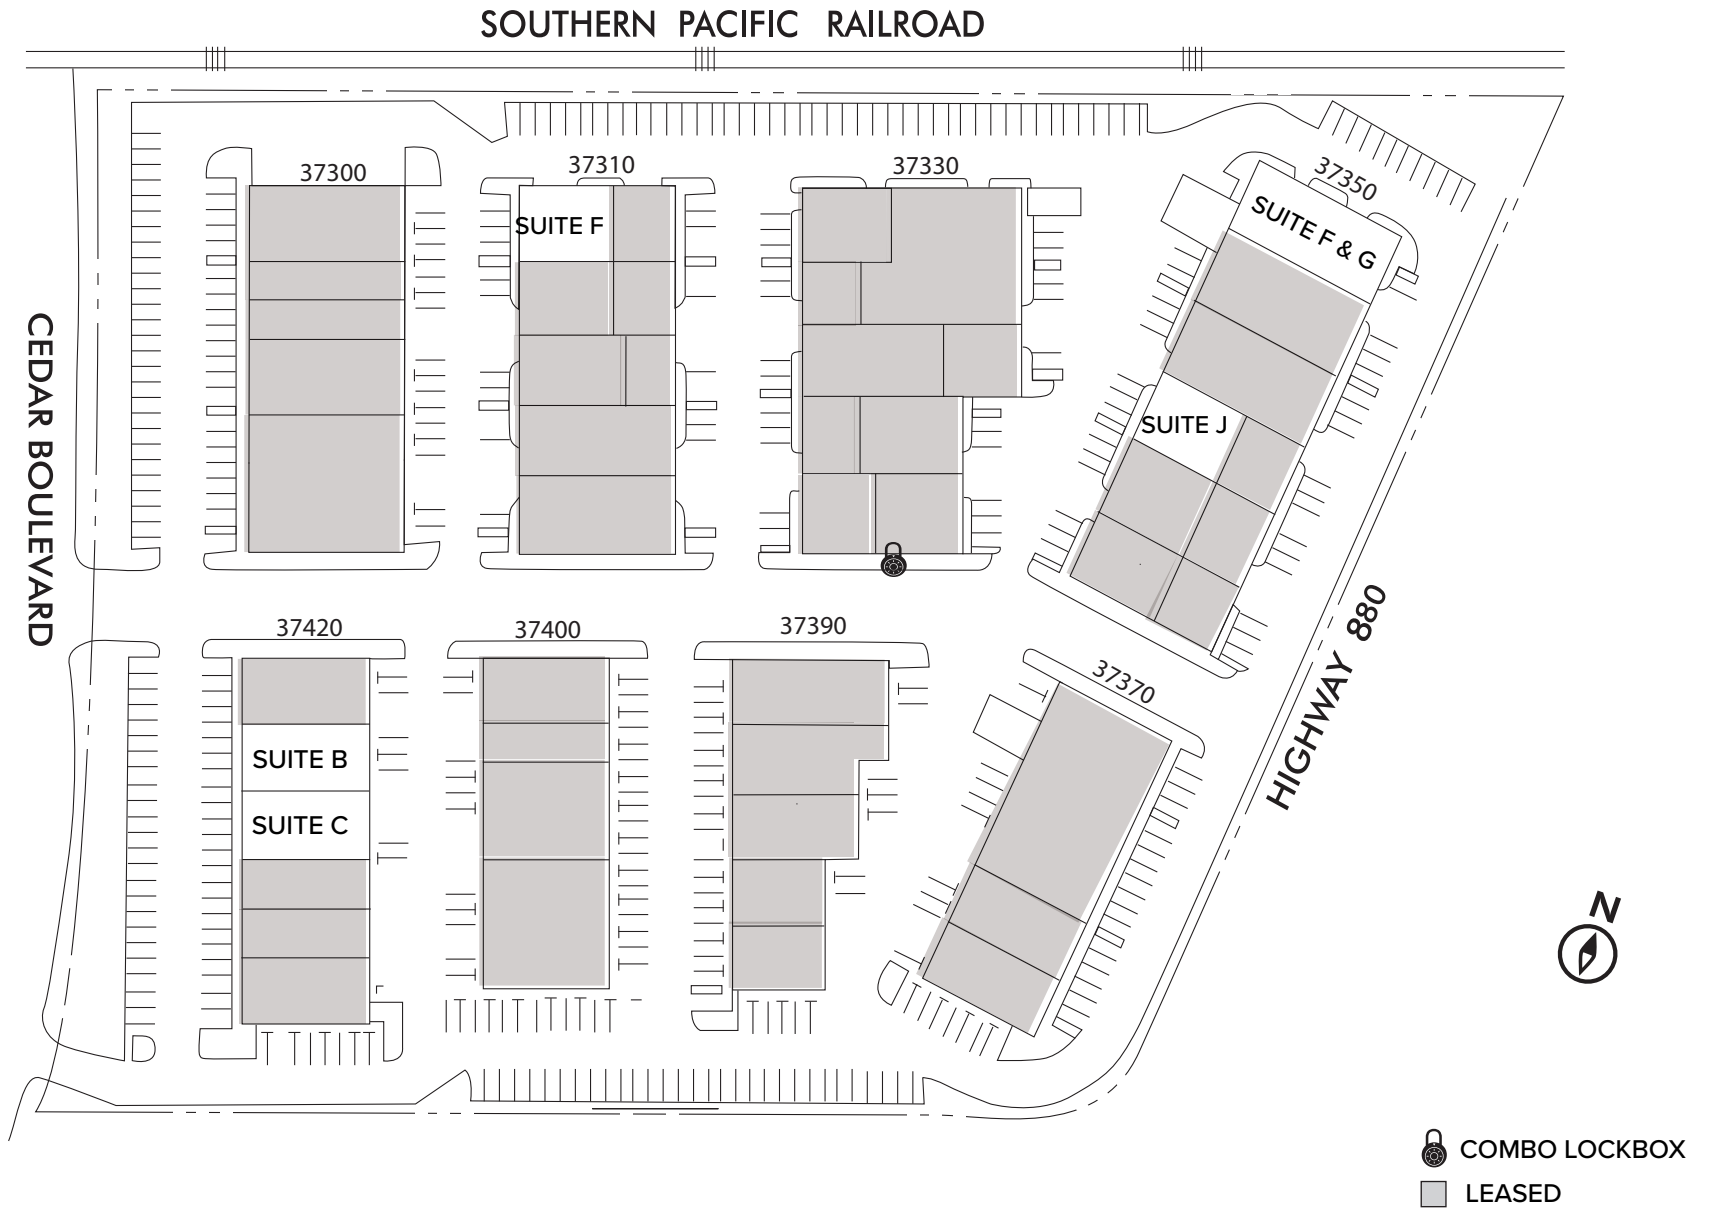 SOUTHERN PACIFIC RAILROAD
37300
37310
37330
37350
SUITE F
SUITE F & G
CEDAR BOULEVARD
SUITE J
HIGHWAY 880
37420
37400
37390
37370
SUITE B
SUITE C
N
COMBO LOCKBOX
LEASED